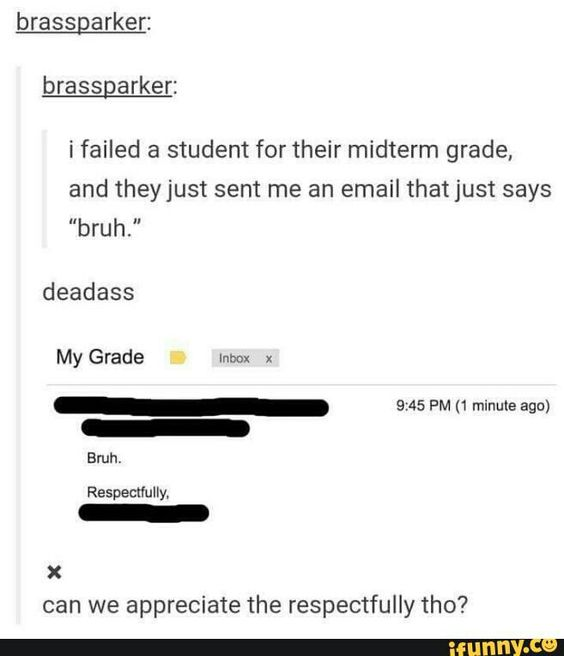 brassparker:
brassparker:
i failed a student for their midterm grade,
and they just sent me an email that just says
“bruh.”
deadass
My Grade Inbox x
9:45 PM (1 minute ago)
Bruh.
Respectfully,
x
can we appreciate the respectfully tho?
ifunny.co